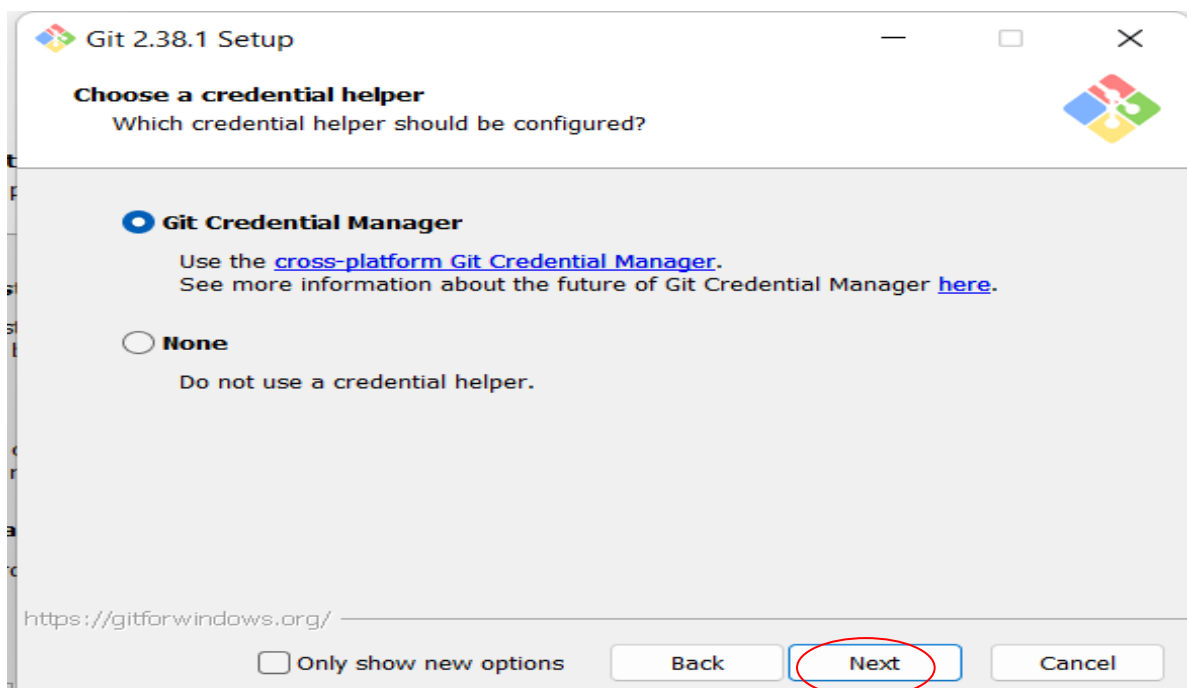 Git 2.38.1 Setup
Choose a credential helper
Which credential helper should be configured?
Git Credential Manager
Use the cross-platform Git Credential Manager.
See more information about the future of Git Credential Manager here.
None
Do not use a credential helper.
https://gitforwindows.org/
Only show new options Back Next Cancel